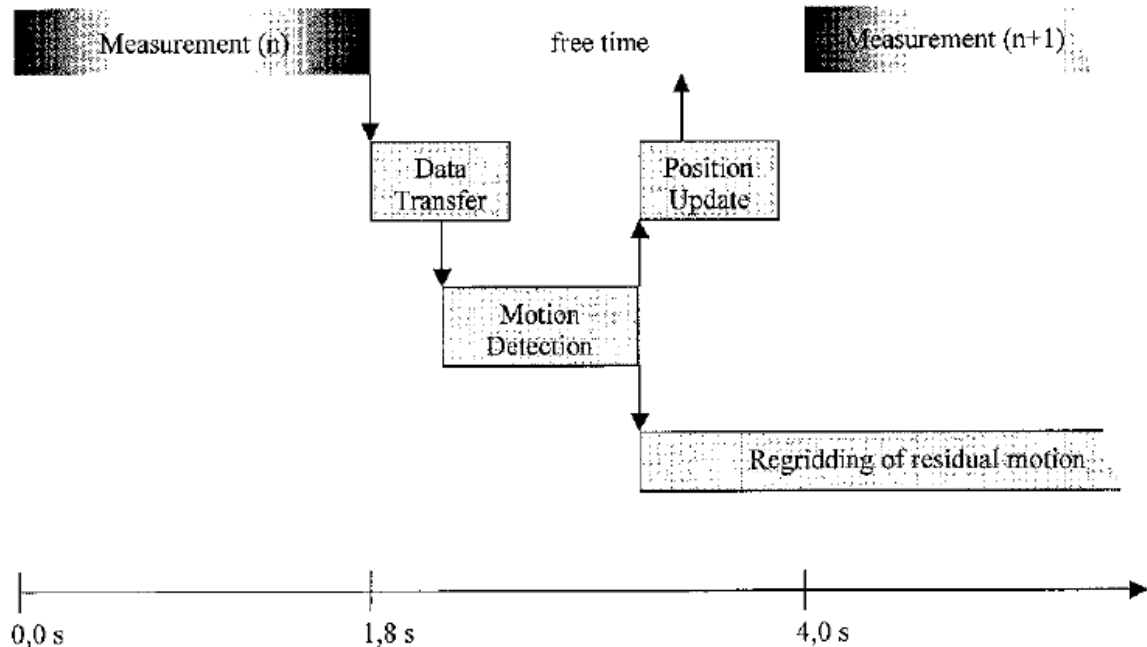 Measurement (n)
free time
Measurement (n+1)
Data
Transfer
Position
Update
Motion
Detection
Regridding of residual motion
0,0 s
1,8 s
4,0 s